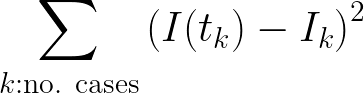 ∑ (I(t_k) − I_k)^2
k:no. cases